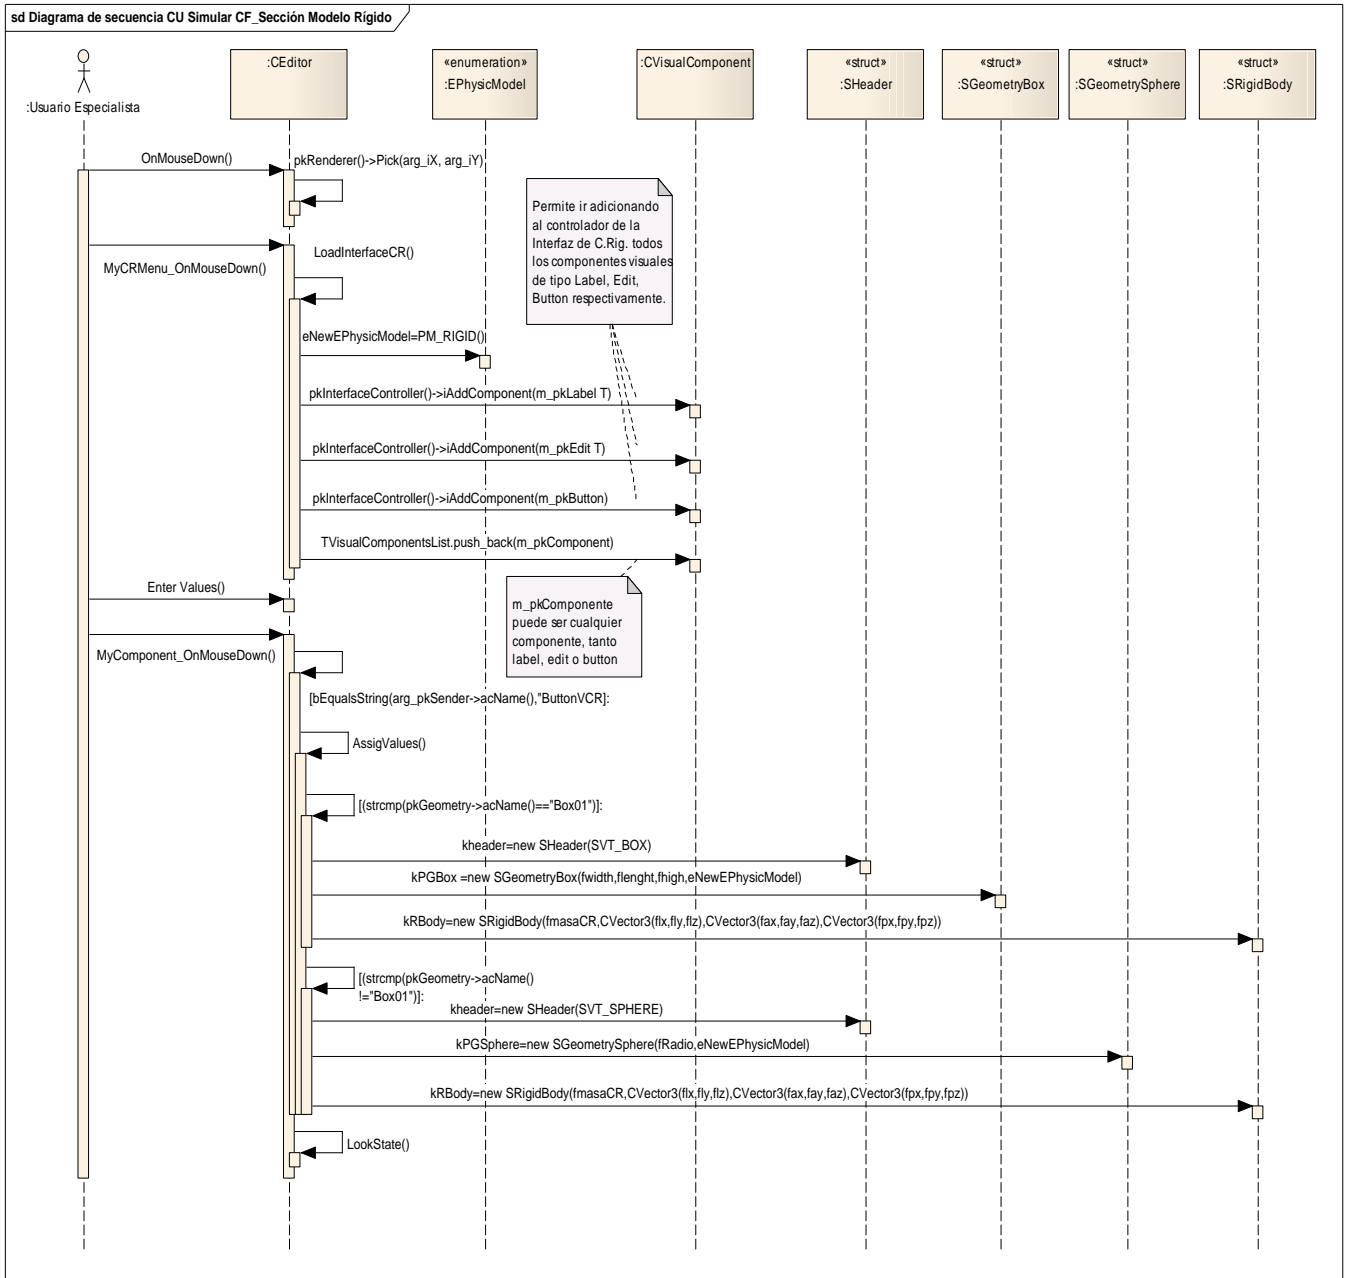 sd Diagrama de secuencia CU Simular CF_Sección Modelo Rígido
:Usuario Especialista
:CEditor
«enumeration»
:EPhysicModel
:CVisualComponent
«struct»
:SHeader
«struct»
:SGeometryBox
«struct»
:SGeometrySphere
«struct»
:SRigidBody
OnMouseDown()
pkRenderer()->Pick(arg_iX, arg_iY)
Permite ir adicionando
al controlador de la
Interfaz de C.Rig. todos
los componentes visuales
de tipo Label, Edit,
Button respectivamente.
MyCRMenu_OnMouseDown()
LoadInterfaceCR()
eNewEPhysicModel=PM_RIGID()
pkInterfaceController()->iAddComponent(m_pkLabel T)
pkInterfaceController()->iAddComponent(m_pkEdit T)
pkInterfaceController()->iAddComponent(m_pkButton)
TVisualComponentsList.push_back(m_pkComponent)
Enter Values()
m_pkComponente
puede ser cualquier
componente, tanto
label, edit o button
MyComponent_OnMouseDown()
[bEqualsString(arg_pkSender->acName(),"ButtonVCR]:
AssigValues()
[(strcmp(pkGeometry->acName()=="Box01")]:
kheader=new SHeader(SVT_BOX)
kPGBox =new SGeometryBox(fwidth,flenght,fhigh,eNewEPhysicModel)
kRBody=new SRigidBody(fmasaCR,CVector3(flx,fly,flz),CVector3(fax,fay,faz),CVector3(fpx,fpy,fpz))
[(strcmp(pkGeometry->acName()
!="Box01")]:
kheader=new SHeader(SVT_SPHERE)
kPGSphere=new SGeometrySphere(fRadio,eNewEPhysicModel)
kRBody=new SRigidBody(fmasaCR,CVector3(flx,fly,flz),CVector3(fax,fay,faz),CVector3(fpx,fpy,fpz))
LookState()